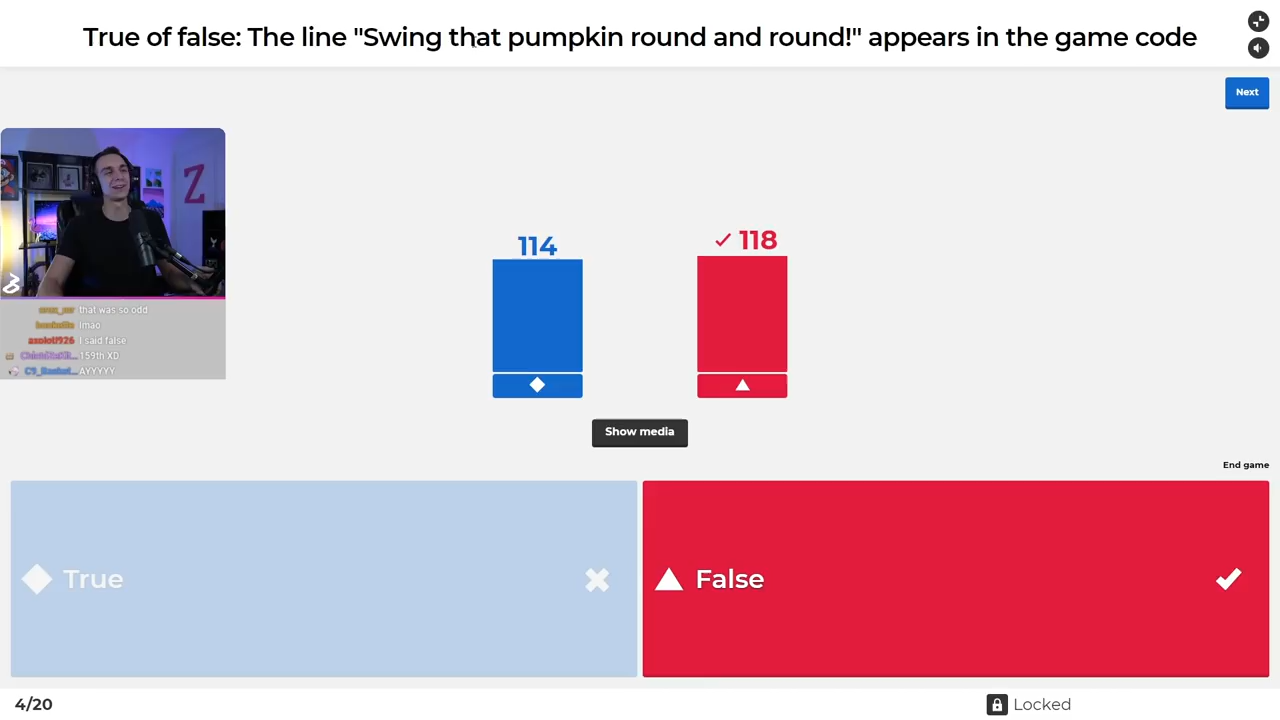 True of false: The line "Swing that pumpkin round and round!" appears in the game code
Next
Z
that was so odd
lmao
asolotl926 I said false
159th XD
AYYYYY
114
118
Show media
End game
True
False
4/20
Locked